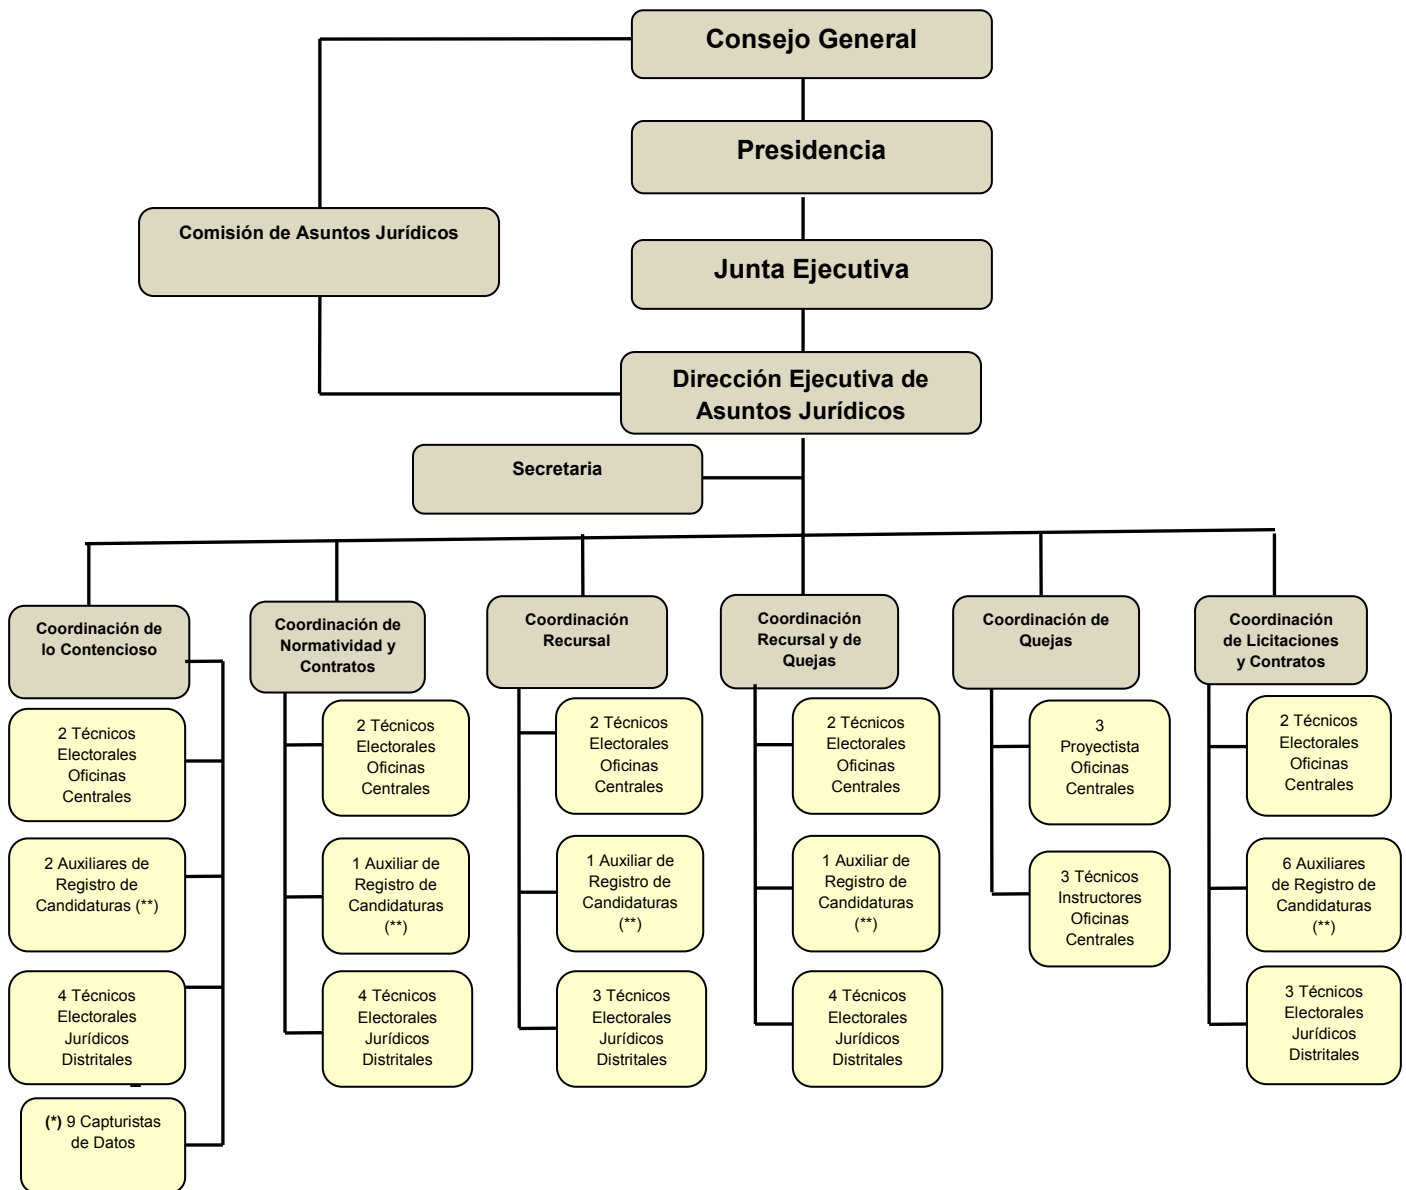 Consejo General
Presidencia
Comisión de Asuntos Jurídicos
Junta Ejecutiva
Dirección Ejecutiva de
Asuntos Jurídicos
Secretaria
Coordinación de
lo Contencioso
2 Técnicos
Electorales
Oficinas
Centrales
2 Auxiliares de
Registro de
Candidaturas (**)
4 Técnicos
Electorales
Jurídicos
Distritales
(*) 9 Capturistas
de Datos
Coordinación de
Normatividad y
Contratos
2 Técnicos
Electorales
Oficinas
Centrales
1 Auxiliar de
Registro de
Candidaturas
(**)
4 Técnicos
Electorales
Jurídicos
Distritales
Coordinación
Recursal
2 Técnicos
Electorales
Oficinas
Centrales
1 Auxiliar de
Registro de
Candidaturas
(**)
3 Técnicos
Electorales
Jurídicos
Distritales
Coordinación
Recursal y de
Quejas
2 Técnicos
Electorales
Oficinas
Centrales
1 Auxiliar de
Registro de
Candidaturas
(**)
4 Técnicos
Electorales
Jurídicos
Distritales
Coordinación de
Quejas
3
Proyectista
Oficinas
Centrales
3 Técnicos
Instructores
Oficinas
Centrales
Coordinación
de Licitaciones
y Contratos
2 Técnicos
Electorales
Oficinas
Centrales
6 Auxiliares
de Registro de
Candidaturas
(**)
3 Técnicos
Electorales
Jurídicos
Distritales